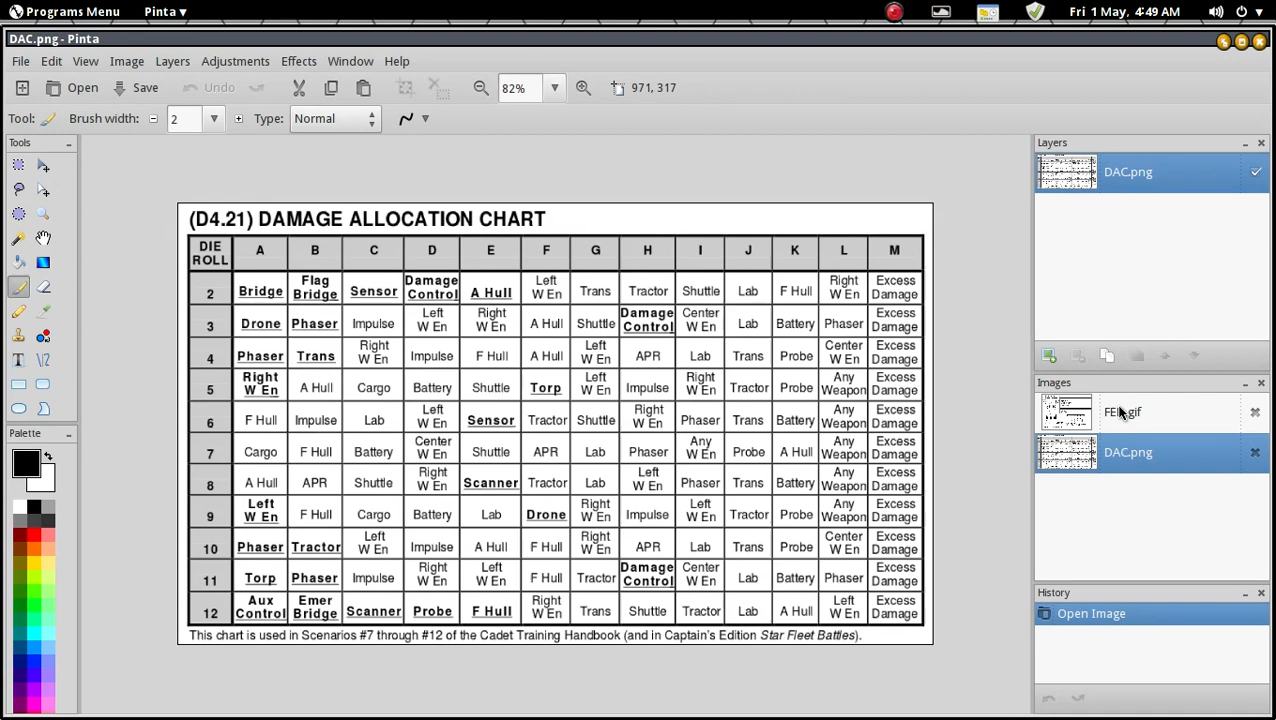 Programs Menu Pinta ▾ Fri 1 May, 4:49 AM
DAC.png - Pinta
File Edit View Image Layers Adjustments Effects Window Help
Open Save Undo 82% 971, 317
Tool: Brush width: 2 Type: Normal
Tools
Palette
Layers
DAC.png
Images
DAC.png
History
Open Image
(D4.21) DAMAGE ALLOCATION CHART
DIE ROLL A B C D E F G H I J K L M
2 Bridge Flag Bridge Sensor Damage Control A Hull Left W En Trans Tractor Shuttle Lab F Hull Right W En Excess Damage
3 Drone Phaser Impulse Left W En Right W En A Hull Shuttle Damage Control Center W En Lab Battery Phaser Excess Damage
4 Phaser Trans Right W En Impulse F Hull A Hull Left W En APR Lab Trans Probe Center W En Excess Damage
5 Right W En A Hull Cargo Battery Shuttle Torp Left W En Impulse Right W En Tractor Probe Any Weapon Excess Damage
6 F Hull Impulse Lab Left W En Sensor Tractor Shuttle Right W En Phaser Trans Battery Any Weapon Excess Damage
7 Cargo F Hull Battery Center W En Shuttle APR Lab Phaser Any W En Probe A Hull Any Weapon Excess Damage
8 A Hull APR Shuttle Right W En Scanner Tractor Lab Left W En Phaser Trans Battery Any Weapon Excess Damage
9 Left W En F Hull Cargo Battery Lab Drone Right W En Impulse Left W En Tractor Probe Any Weapon Excess Damage
10 Phaser Tractor Left W En Impulse A Hull F Hull Right W En APR Lab Trans Probe Center W En Excess Damage
11 Torp Phaser Impulse Right W En Left W En F Hull Tractor Damage Control Center W En Lab Battery Phaser Excess Damage
12 Aux Control Emer Bridge Scanner Probe F Hull Right W En Trans Shuttle Tractor Lab A Hull Left W En Excess Damage
This chart is used in Scenarios #7 through #12 of the Cadet Training Handbook (and in Captain's Edition Star Fleet Battles).